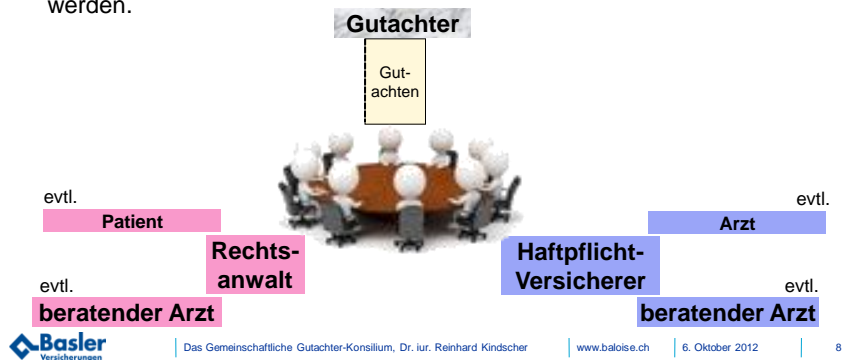 werden.
Gutachter
Gut-
achten
evtl.
Patient
Rechts-
anwalt
evtl.
beratender Arzt
evtl.
Arzt
Haftpflicht-
Versicherer
evtl.
beratender Arzt
Basler
Versicherungen
Das Gemeinschaftliche Gutachter-Konsilium, Dr. iur. Reinhard Kindscher
www.baloise.ch
6. Oktober 2012
8